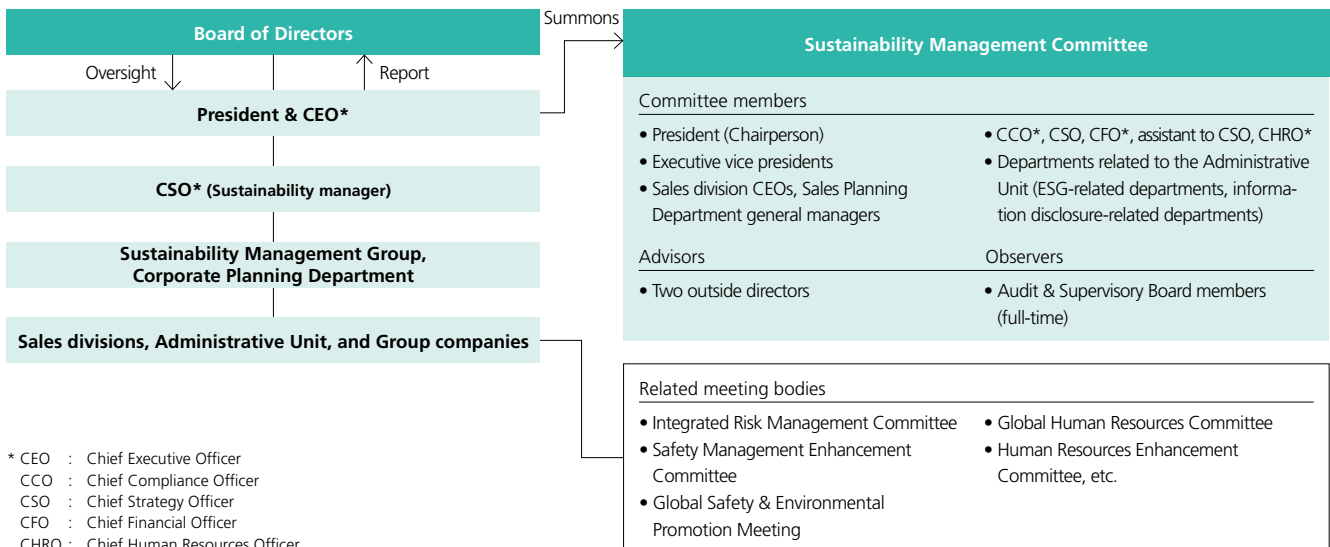 Board of Directors
Oversight
Report
President & CEO*
CSO* (Sustainability manager)
Sustainability Management Group,
Corporate Planning Department
Sales divisions, Administrative Unit, and Group companies
* CEO : Chief Executive Officer
CCO : Chief Compliance Officer
CSO : Chief Strategy Officer
CFO : Chief Financial Officer
CHRO : Chief Human Resources Officer
Summons
Sustainability Management Committee
Committee members
• President (Chairperson)
• Executive vice presidents
• Sales division CEOs, Sales Planning
Department general managers
• CCO*, CSO, CFO*, assistant to CSO, CHRO*
• Departments related to the Administrative
Unit (ESG-related departments, informa-
tion disclosure-related departments)
Advisors
• Two outside directors
Observers
• Audit & Supervisory Board members
(full-time)
Related meeting bodies
• Integrated Risk Management Committee
• Safety Management Enhancement
Committee
• Global Safety & Environmental
Promotion Meeting
• Global Human Resources Committee
• Human Resources Enhancement
Committee, etc.